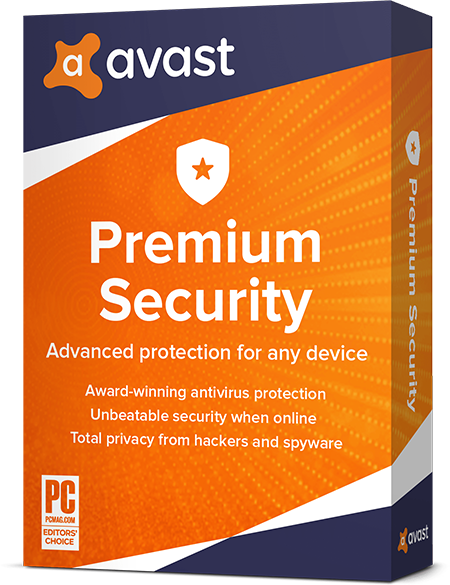 avast
Premium
Security
Advanced protection for any device
Award-winning antivirus protection
Unbeatable security when online
Total privacy from hackers and spyware
PC
PCMAG.COM
EDITORS'
CHOICE
Premium Security
avast